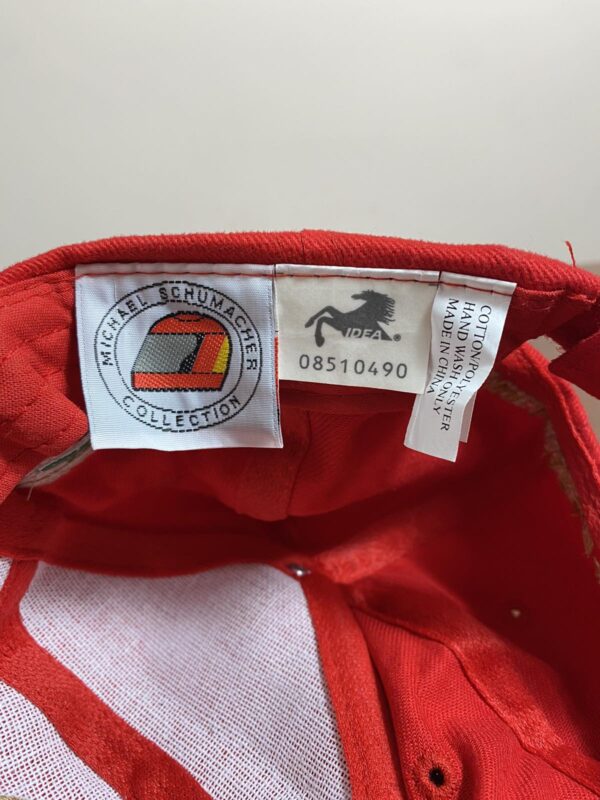 MICHAEL SCHUMACHER
COLLECTION
IDEA®
08510490
COTTON/POLYESTER
HAND WASH ONLY
MADE IN CHINA